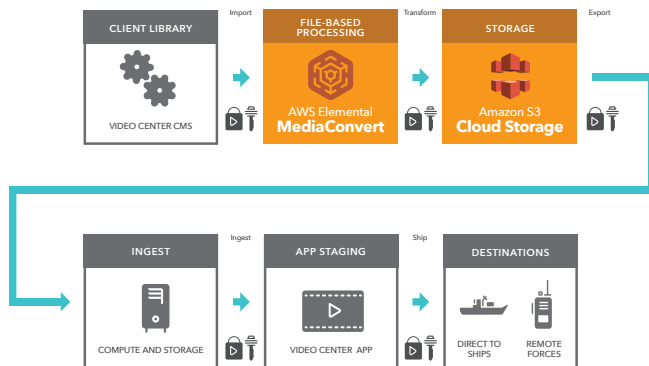 Import
Transform
Export
CLIENT LIBRARY
FILE-BASED
PROCESSING
STORAGE
VIDEO CENTER CMS
AWS Elemental
MediaConvert
Amazon S3
Cloud Storage
Ingest
Ship
INGEST
APP STAGING
DESTINATIONS
COMPUTE AND STORAGE
VIDEO CENTER APP
DIRECT TO
SHIPS
REMOTE
FORCES